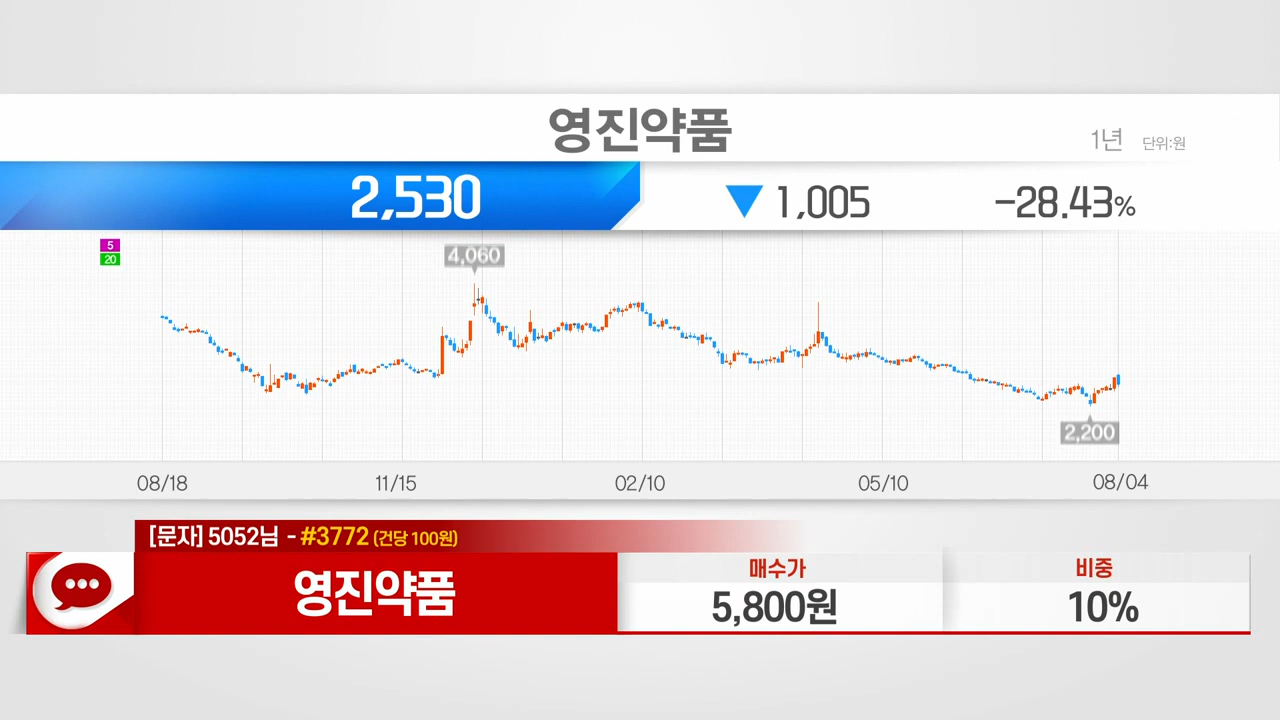 영진약품
1년 단위:원
2,530 ▼ 1,005 -28.43%
5
20
4,060
2,200
08/18 11/15 02/10 05/10 08/04
[문자] 5052님 - #3772 (건당 100원)
영진약품
매수가 비중
5,800원 10%